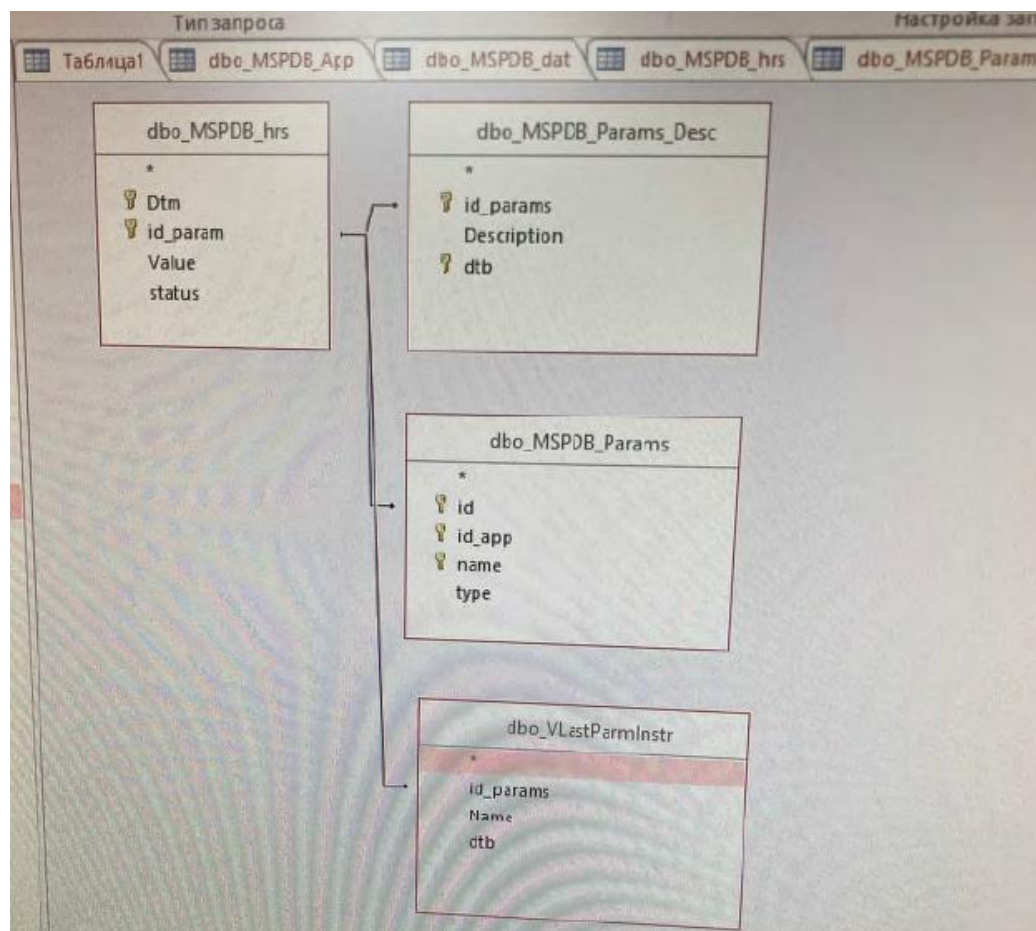 Тип запроса
Настройка зап
Таблица1 dbo_MSPDB_App dbo_MSPDB_dat dbo_MSPDB_hrs dbo_MSPDB_Param
dbo_MSPDB_hrs
*
Dtm
id_param
Value
status
dbo_MSPDB_Params_Desc
*
id_params
Description
dtb
dbo_MSPDB_Params
*
id
id_app
name
type
dbo_VLastParmInstr
*
id_params
Name
dtb